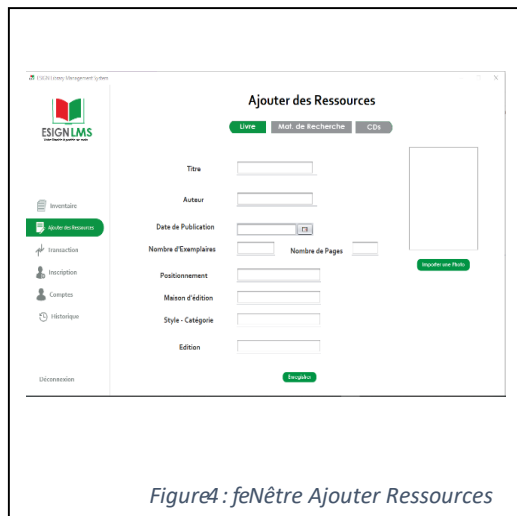 ESIGN Library Management System
Ajouter des Ressources
ESIGN LMS
Livre Mat. de Recherche CDs
Titre
Auteur
Inventaire
Ajouter des Ressources
Date de Publication
transaction
Nombre d'Exemplaires Nombre de Pages
Importer une Photo
Inscription
Positionnement
Comptes
Maison d'édition
Historique
Style - Catégorie
Edition
Déconnexion
Enregistrer
Figure4 : feNêtre Ajouter Ressources